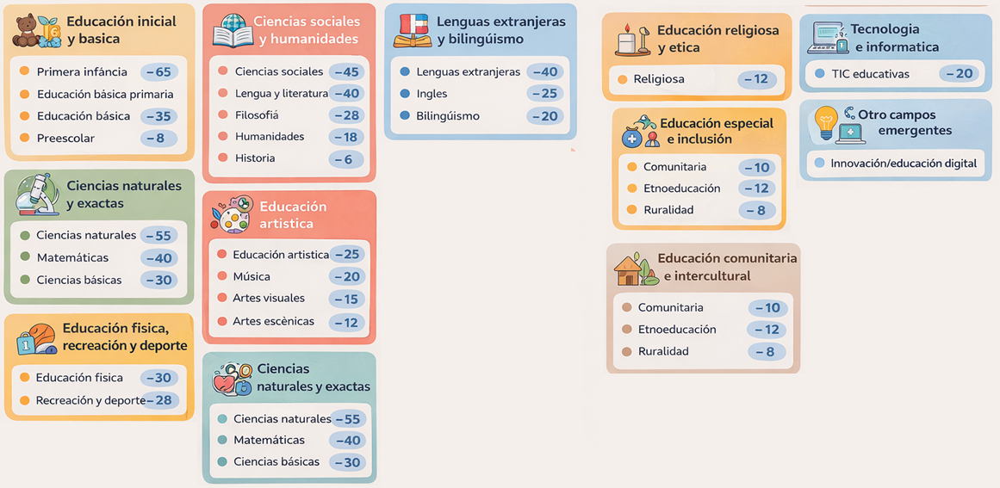 Educación inicial
y basica
Primera infáncia – 65
Educación básica primaria
Educación básica – 35
Preescolar – 8
Ciencias naturales
y exactas
Ciencias naturales – 55
Matemáticas – 40
Ciencias básicas – 30
Educación fisica,
recreación y deporte
1
Educación fisica – 30
Recreación y deporte – 28
Ciencias sociales
y humanidades
Ciencias sociales – 45
Lengua y literatura – 40
Filosofiá – 28
Humanidades – 18
Historia – 6
Educación
artistica
Educación artistica – 25
Música – 20
Artes visuales – 15
Artes escènicas – 12
Ciencias
naturales y exactas
Ciencias naturales – 55
Matemáticas – 40
Ciencias básicas – 30
Lenguas extranjeras
y bilingúismo
Lenguas extranjeras – 40
Ingles – 25
Bilingúismo – 20
Educación religiosa
y etica
Religiosa – 12
Educación especial
e inclusión
Comunitaria – 10
Etnoeducación – 12
Ruralidad – 8
Educación comunitaria
e intercultural
Comunitaria – 10
Etnoeducación – 12
Ruralidad – 8
Tecnologia
e informatica
TIC educativas – 20
Otro campos
emergentes
Innovación/educación digital